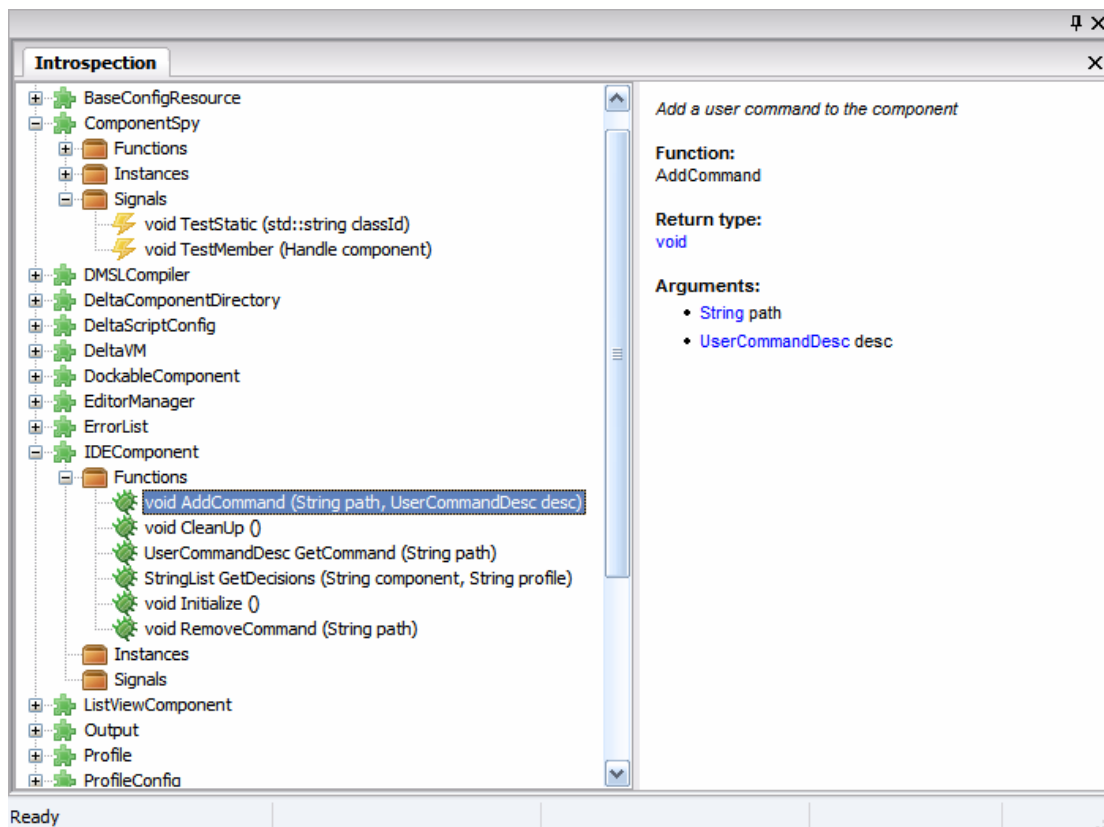 Introspection
BaseConfigResource
ComponentSpy
Functions
Instances
Signals
void TestStatic (std::string classId)
void TestMember (Handle component)
DMSLCompiler
DeltaComponentDirectory
DeltaScriptConfig
DeltaVM
DockableComponent
EditorManager
ErrorList
IDEComponent
Functions
void AddCommand (String path, UserCommandDesc desc)
void CleanUp ()
UserCommandDesc GetCommand (String path)
StringList GetDecisions (String component, String profile)
void Initialize ()
void RemoveCommand (String path)
Instances
Signals
ListViewComponent
Output
Profile
ProfileConfig
Add a user command to the component
Function:
AddCommand
Return type:
void
Arguments:
• String path
• UserCommandDesc desc
Ready